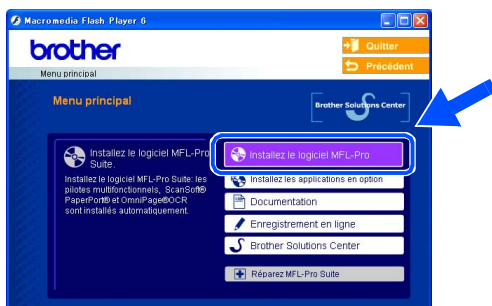 Macromedia Flash Player 6
brother
Quitter
Précédent
Menu principal
Menu principal
Brother Solutions Center
Installez le logiciel MFL-Pro
Suite.
Installez le logiciel MFL-Pro Suite: les
pilotes multifonctionnels, ScanSoft®
PaperPort® et OmniPage®OCR
sont installés automatiquement.
Installez le logiciel MFL-Pro
Installez les applications en option
Documentation
Enregistrement en ligne
Brother Solutions Center
Réparez MFL-Pro Suite